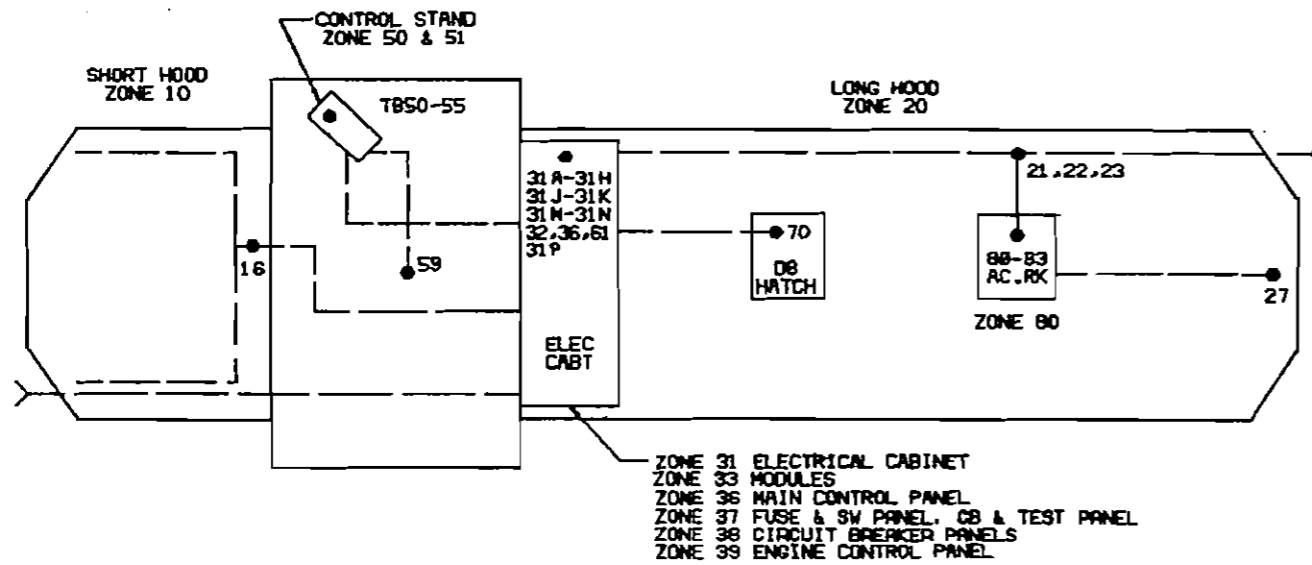 CONTROL STAND
ZONE 50 & 51
SHORT HOOD
ZONE 10
TB50-55
LONG HOOD
ZONE 20
31A-31H
31J-31K
31M-31N
32,36,61
31P
21,22,23
16
59
70
DB
HATCH
80-83
AC.RK
27
ZONE 80
ELEC
CABT
ZONE 31 ELECTRICAL CABINET
ZONE 33 MODULES
ZONE 36 MAIN CONTROL PANEL
ZONE 37 FUSE & SW PANEL, CB & TEST PANEL
ZONE 38 CIRCUIT BREAKER PANELS
ZONE 39 ENGINE CONTROL PANEL